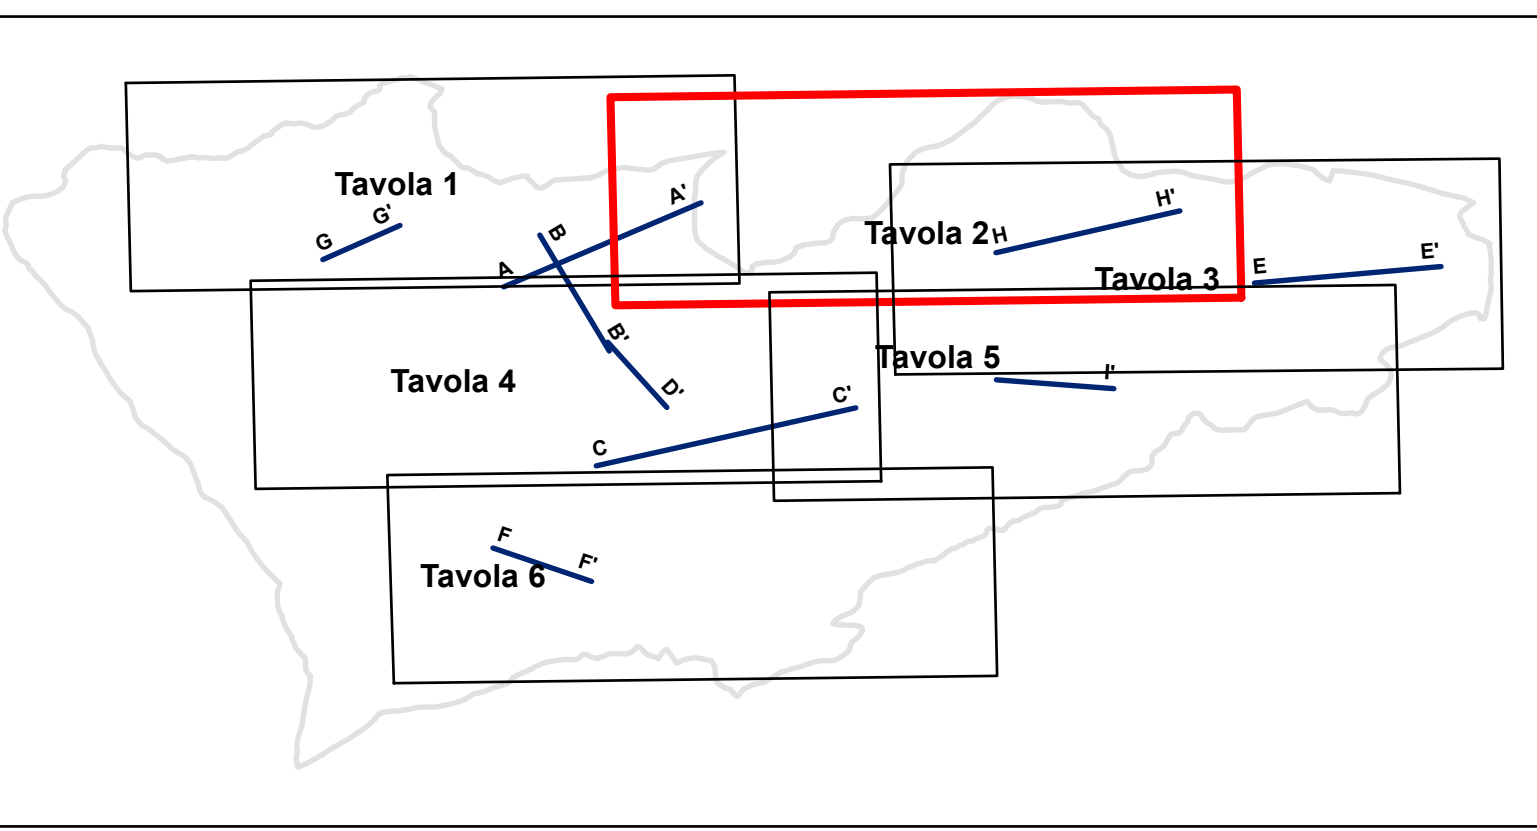 Tavola 1
A'
H'
G'
G
B
Tavola 2
H
E'
A
E
Tavola 3
B'
Tavola 5
I'
Tavola 4
D'
C'
C
F
F'
Tavola 6